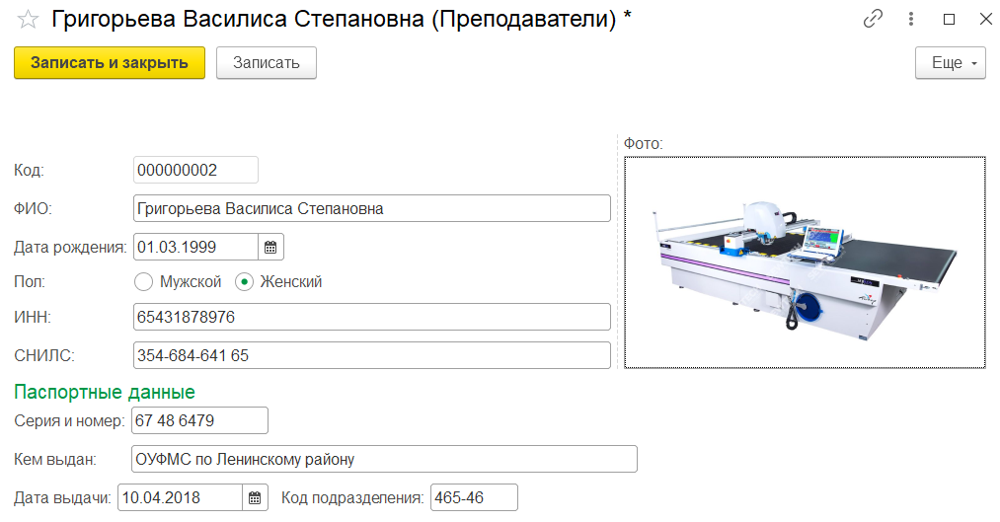 Григорьева Василиса Степановна (Преподаватели) *
Записать и закрыть Записать Еще
Фото:
Код: 000000002
ФИО: Григорьева Василиса Степановна
Дата рождения: 01.03.1999
Пол: Мужской Женский
ИНН: 65431878976
СНИЛС: 354-684-641 65
Паспортные данные
Серия и номер: 67 48 6479
Кем выдан: ОУФМС по Ленинскому району
Дата выдачи: 10.04.2018 Код подразделения: 465-46